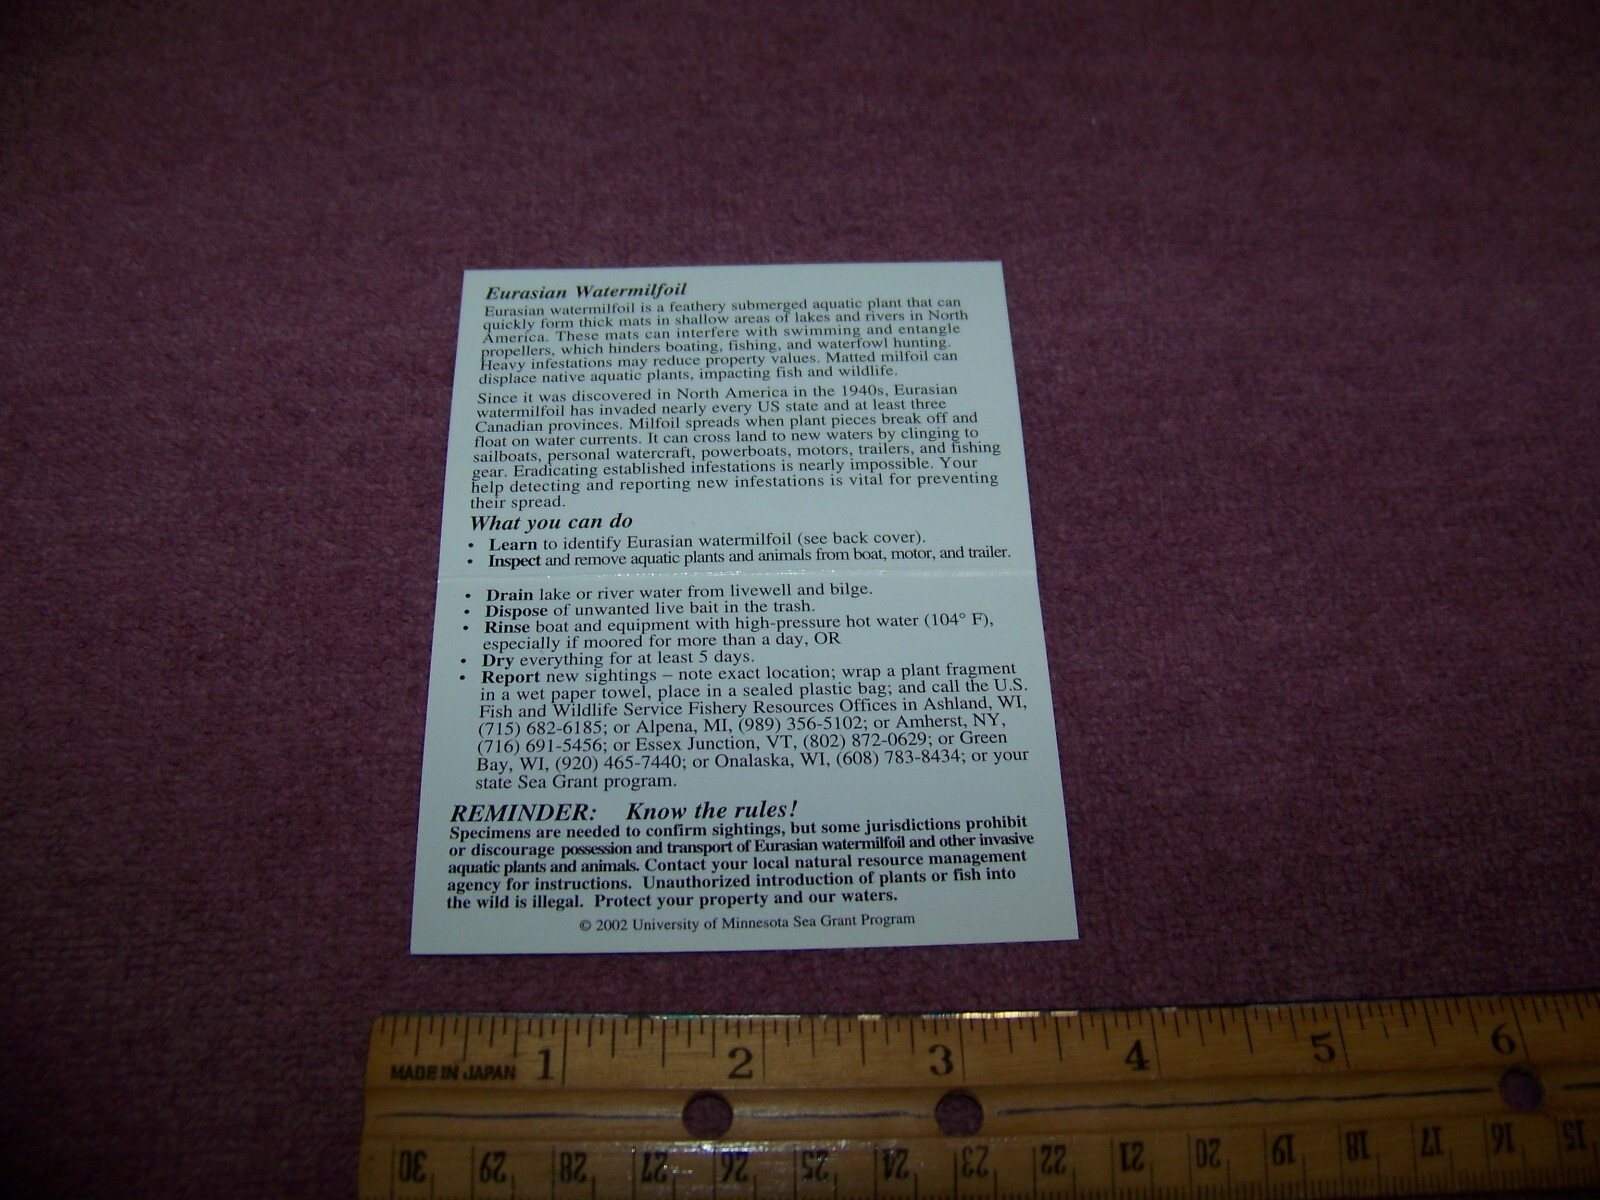 Eurasian Watermilfoil
Eurasian watermilfoil is a feathery submerged aquatic plant that can
quickly form thick mats in shallow areas of lakes and rivers in North
America. These mats can interfere with swimming and entangle
propellers, which hinders boating, fishing, and waterfowl hunting.
Heavy infestations may reduce property values. Matted milfoil can
displace native aquatic plants, impacting fish and wildlife.
Since it was discovered in North America in the 1940s, Eurasian
watermilfoil has invaded nearly every US state and at least three
Canadian provinces. Milfoil spreads when plant pieces break off and
float on water currents. It can cross land to new waters by clinging to
sailboats, personal watercraft, powerboats, motors, trailers, and fishing
gear. Eradicating established infestations is nearly impossible. Your
help detecting and reporting new infestations is vital for preventing
their spread.
What you can do
• Learn to identify Eurasian watermilfoil (see back cover).
• Inspect and remove aquatic plants and animals from boat, motor, and trailer.
• Drain lake or river water from livewell and bilge.
• Dispose of unwanted live bait in the trash.
• Rinse boat and equipment with high-pressure hot water (104° F),
especially if moored for more than a day, OR
• Dry everything for at least 5 days.
• Report new sightings – note exact location; wrap a plant fragment
in a wet paper towel, place in a sealed plastic bag; and call the U.S.
Fish and Wildlife Service Fishery Resources Offices in Ashland, WI,
(715) 682-6185; or Alpena, MI, (989) 356-5102; or Amherst, NY,
(716) 691-5456; or Essex Junction, VT, (802) 872-0629; or Green
Bay, WI, (920) 465-7440; or Onalaska, WI, (608) 783-8434; or your
state Sea Grant program.
REMINDER: Know the rules!
Specimens are needed to confirm sightings, but some jurisdictions prohibit
or discourage possession and transport of Eurasian watermilfoil and other invasive
aquatic plants and animals. Contact your local natural resource management
agency for instructions. Unauthorized introduction of plants or fish into
the wild is illegal. Protect your property and our waters.
© 2002 University of Minnesota Sea Grant Program
MADE IN JAPAN 1 2 3 4 5 6
30 29 28 27 26 25 24 23 22 21 20 19 18 17 16 15